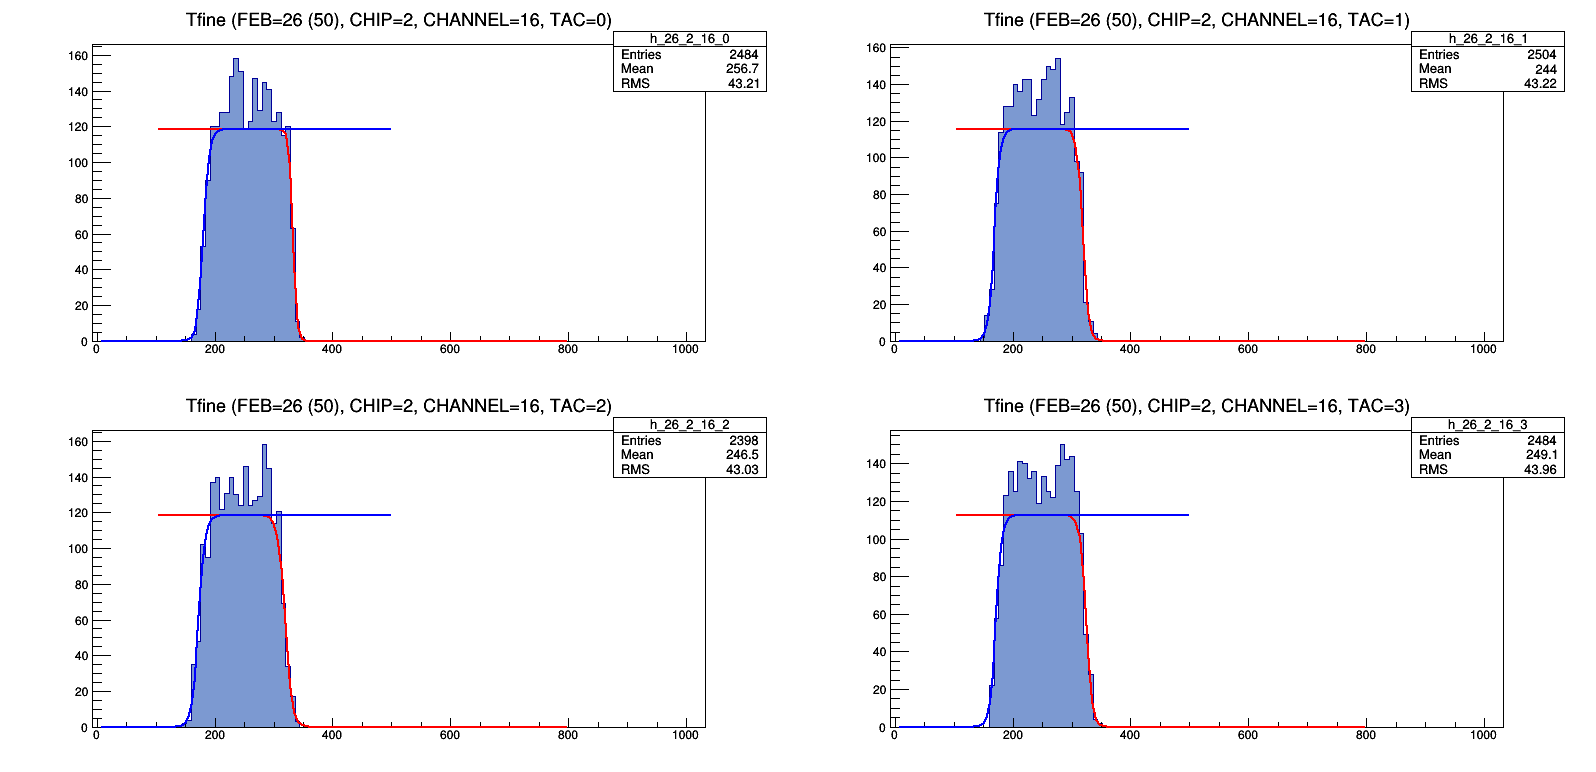 Tfine (FEB=26 (50), CHIP=2, CHANNEL=16, TAC=0)
h_26_2_16_0
Entries 2484
Mean 256.7
RMS 43.21
160
140
120
100
80
60
40
20
0
0 200 400 600 800 1000
Tfine (FEB=26 (50), CHIP=2, CHANNEL=16, TAC=1)
h_26_2_16_1
Entries 2504
Mean 244
RMS 43.22
160
140
120
100
80
60
40
20
0
0 200 400 600 800 1000
Tfine (FEB=26 (50), CHIP=2, CHANNEL=16, TAC=2)
h_26_2_16_2
Entries 2398
Mean 246.5
RMS 43.03
160
140
120
100
80
60
40
20
0
0 200 400 600 800 1000
Tfine (FEB=26 (50), CHIP=2, CHANNEL=16, TAC=3)
h_26_2_16_3
Entries 2484
Mean 249.1
RMS 43.96
140
120
100
80
60
40
20
0
0 200 400 600 800 1000